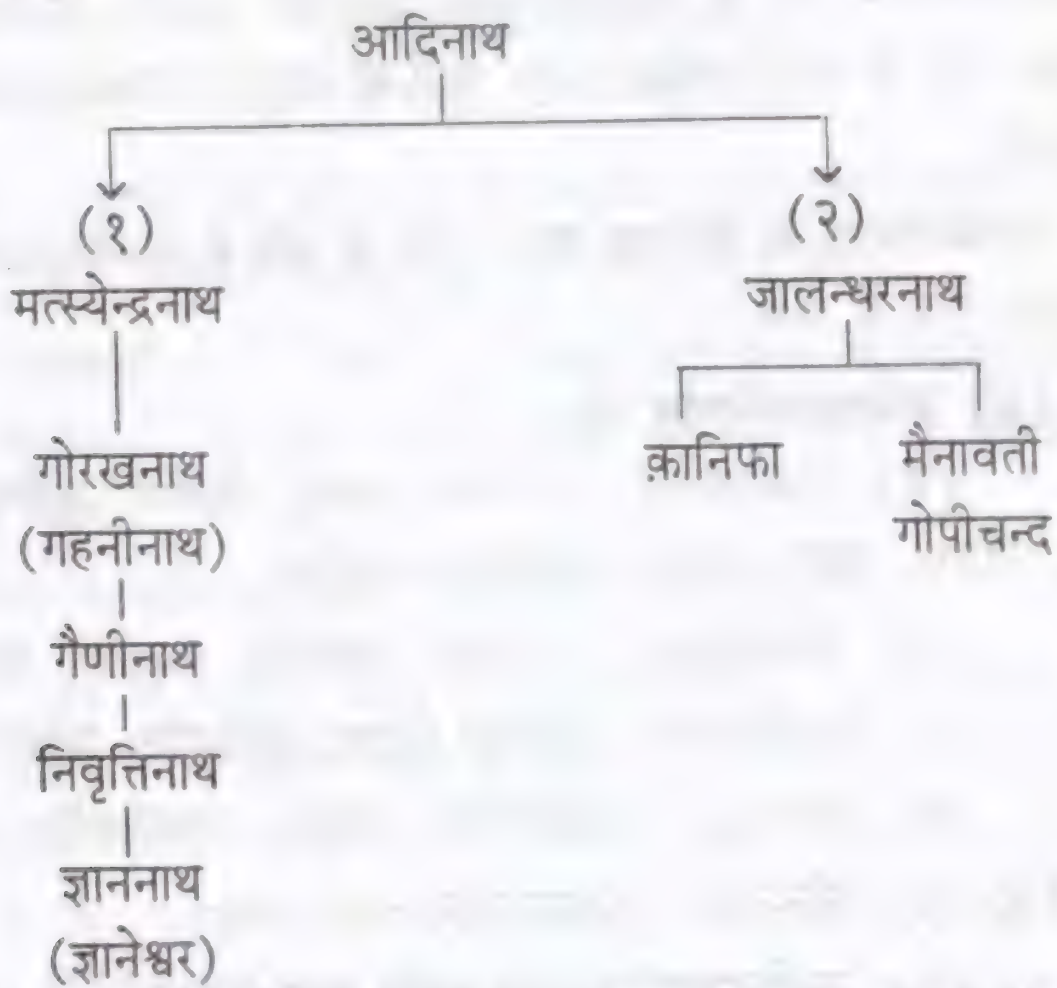 आदिनाथ
(१) (२)
मत्स्येन्द्रनाथ जालन्धरनाथ
गोरखनाथ क़ानिफा मैनावती
(गहनीनाथ) गोपीचन्द
गैणीनाथ
निवृत्तिनाथ
ज्ञाननाथ
(ज्ञानेश्वर)